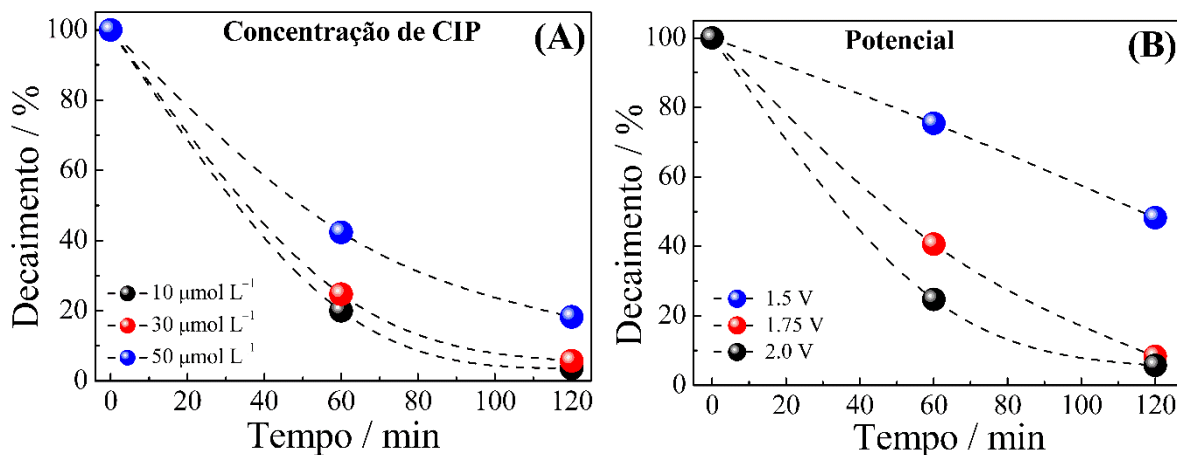 Concentração de CIP
(A)
Decaimento / %
100
80
60
40
20
0
10 μmol L⁻¹
30 μmol L⁻¹
50 μmol L⁻¹
0 20 40 60 80 100 120
Tempo / min
Potencial
(B)
Decaimento / %
100
80
60
40
20
0
1.5 V
1.75 V
2.0 V
0 20 40 60 80 100 120
Tempo / min